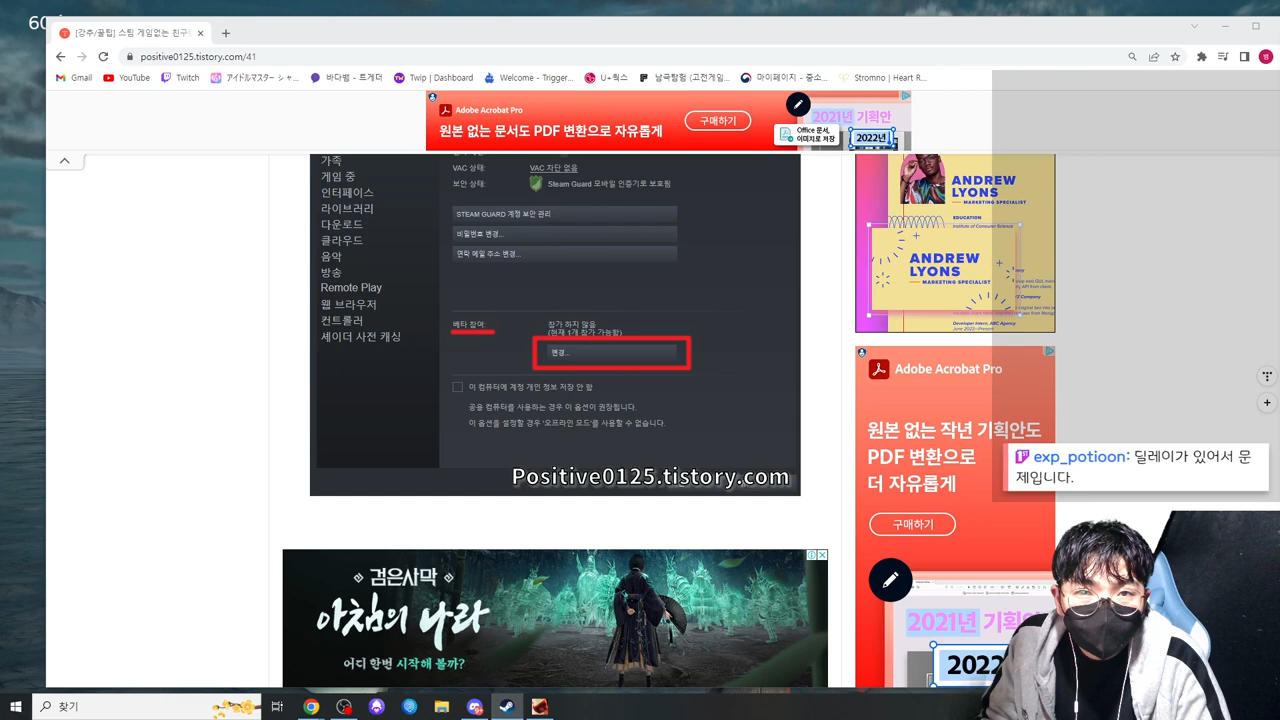 60
[강추/꿀팁] 스팀 게임없는 친구
positive0125.tistory.com/41
Gmail
YouTube
Twitch
アイドルマスター シャ...
바다범 - 트게더
Twip | Dashboard
Welcome - Trigger...
U+웍스
남극탐험 (고전게임...
마이페이지 - 중소...
Stromno | Heart R...
Adobe Acrobat Pro
원본 없는 문서도 PDF 변환으로 자유롭게
구매하기
2021년 기획안
Office 문서,
이미지로 저장
2022년
가족
게임 중
인터페이스
라이브러리
다운로드
클라우드
음악
방송
Remote Play
웹 브라우저
컨트롤러
셰이더 사전 캐싱
VAC 상태:
VAC 차단 없음
보안 상태:
Steam Guard 모바일 인증기로 보호됨
STEAM GUARD 계정 보안 관리
비밀번호 변경...
연락 메일 주소 변경...
베타 참여:
참가 하지 않음
(현재 1개 참가 가능함)
변경...
이 컴퓨터에 계정 개인 정보 저장 안 함
공용 컴퓨터를 사용하는 경우 이 옵션이 권장됩니다.
이 옵션을 설정할 경우 '오프라인 모드'를 사용할 수 없습니다.
Positive0125.tistory.com
검은사막
아침의 나라
어디 한번 시작해 볼까?
ANDREW
LYONS
MARKETING SPECIALIST
EDUCATION
Institute of Computer Science
ANDREW
LYONS
MARKETING SPECIALIST
Developer Intern, ABC Agency
June 2022–Present
Adobe Acrobat Pro
원본 없는 작년 기획안도
PDF 변환으로
더 자유롭게
구매하기
2021년 기획안
2022
exp_potioon: 딜레이가 있어서 문
제입니다.
찾기